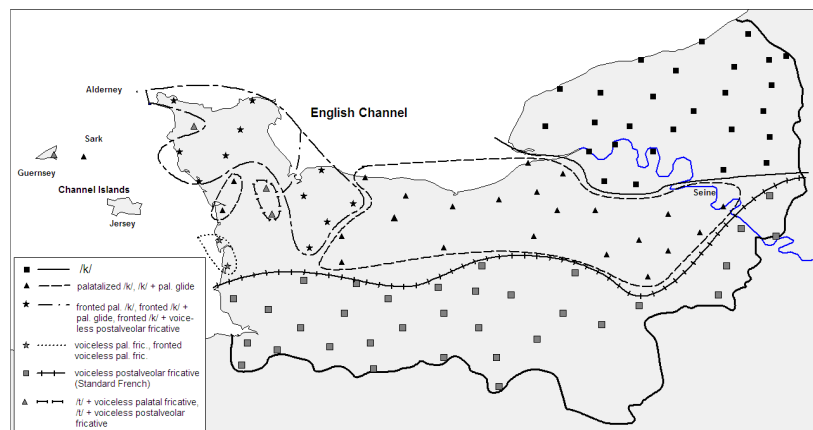 Alderney
English Channel
Sark
Guernsey
Channel Islands
Jersey
Seine
/k/
palatalized /k/, /k/ + pal. glide
fronted pal. /k/, fronted /k/ +
pal. glide, fronted /k/ + voice-
less postalveolar fricative
voiceless pal. fric., fronted
voiceless pal. fric.
voiceless postalveolar fricative
(Standard French)
/t/ + voiceless palatal fricative,
/t/ + voiceless postalveolar
fricative